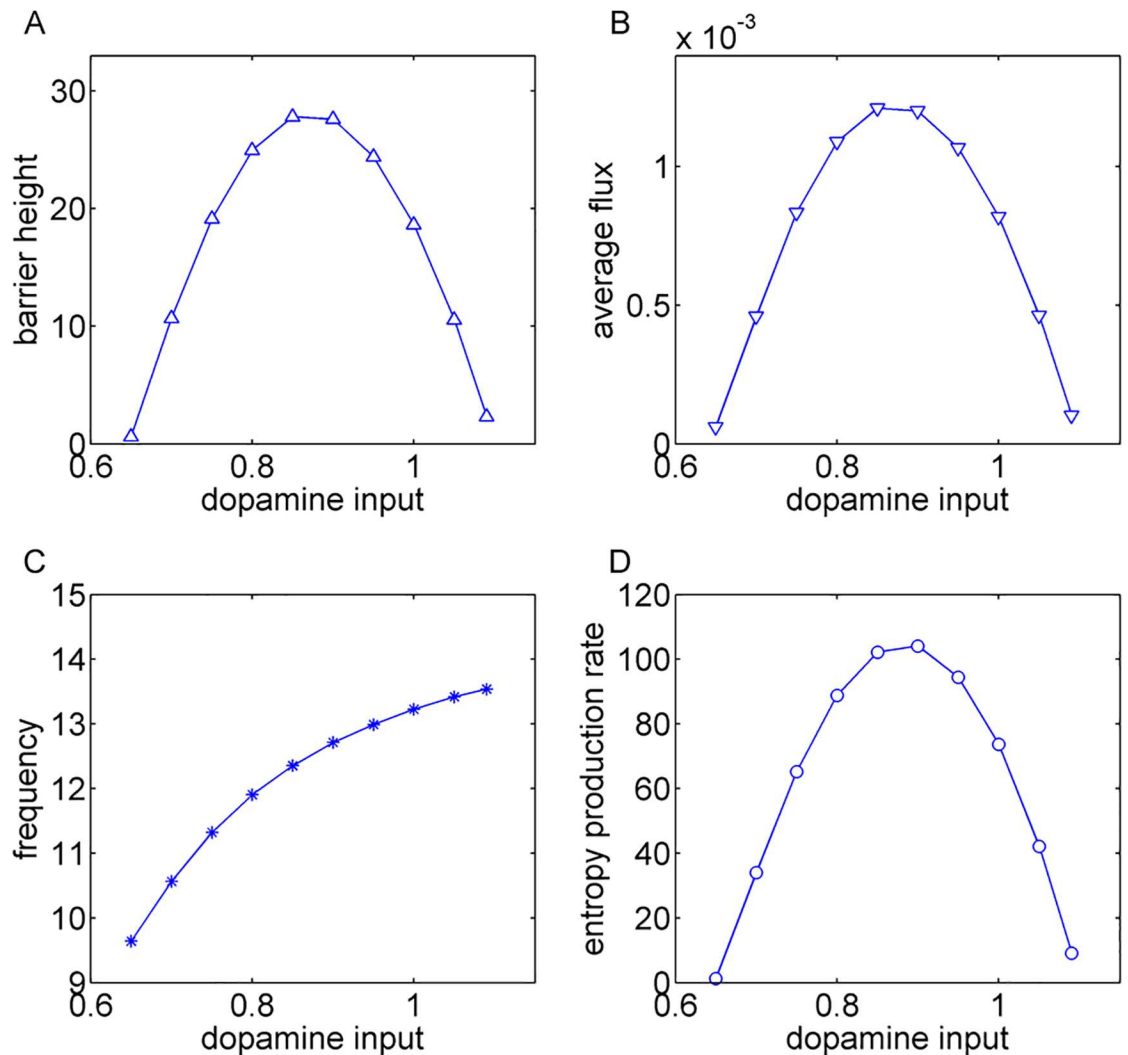 A
barrier height
30
20
10
0
0.6
0.8
1
dopamine input
B
x 10^-3
average flux
1
0.5
0
0.6
0.8
1
dopamine input
C
frequency
15
14
13
12
11
10
9
0.6
0.8
1
dopamine input
D
entropy production rate
120
100
80
60
40
20
0
0.6
0.8
1
dopamine input